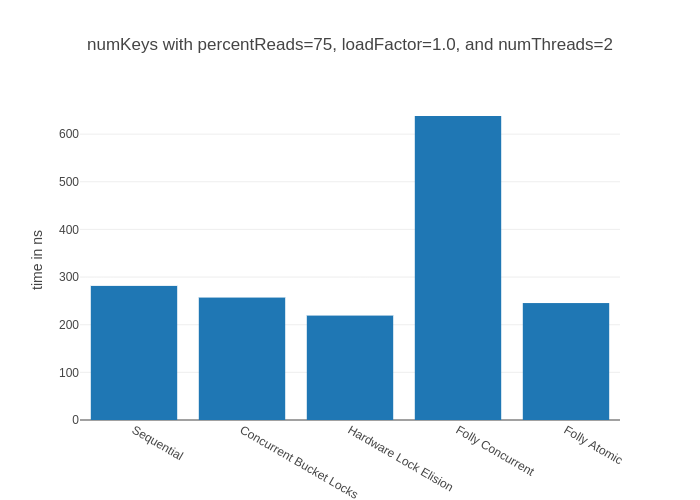 numKeys with percentReads=75, loadFactor=1.0, and numThreads=2
time in ns
600
500
400
300
200
100
0
Sequential
Concurrent Bucket Locks
Hardware Lock Elision
Folly Concurrent
Folly Atomic